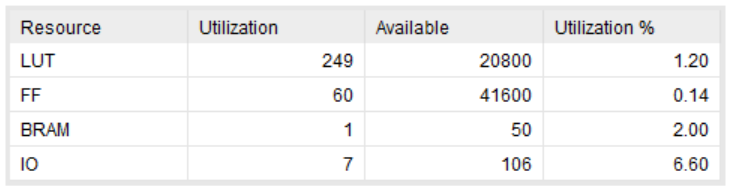 Resource Utilization Available Utilization %
LUT 249 20800 1.20
FF 60 41600 0.14
BRAM 1 50 2.00
IO 7 106 6.60